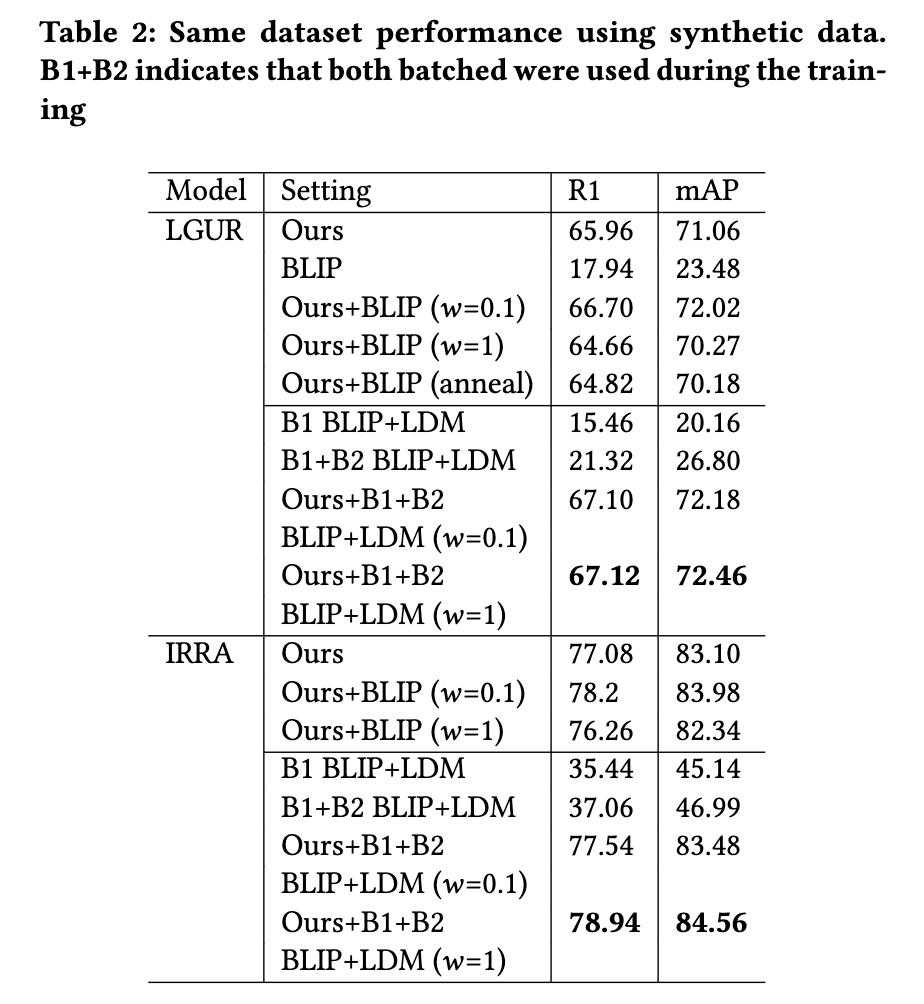 Table 2: Same dataset performance using synthetic data.
B1+B2 indicates that both batched were used during the train-
ing
Model Setting R1 mAP
LGUR Ours 65.96 71.06
BLIP 17.94 23.48
Ours+BLIP (w=0.1) 66.70 72.02
Ours+BLIP (w=1) 64.66 70.27
Ours+BLIP (anneal) 64.82 70.18
B1 BLIP+LDM 15.46 20.16
B1+B2 BLIP+LDM 21.32 26.80
Ours+B1+B2 67.10 72.18
BLIP+LDM (w=0.1)
Ours+B1+B2 67.12 72.46
BLIP+LDM (w=1)
IRRA Ours 77.08 83.10
Ours+BLIP (w=0.1) 78.2 83.98
Ours+BLIP (w=1) 76.26 82.34
B1 BLIP+LDM 35.44 45.14
B1+B2 BLIP+LDM 37.06 46.99
Ours+B1+B2 77.54 83.48
BLIP+LDM (w=0.1)
Ours+B1+B2 78.94 84.56
BLIP+LDM (w=1)